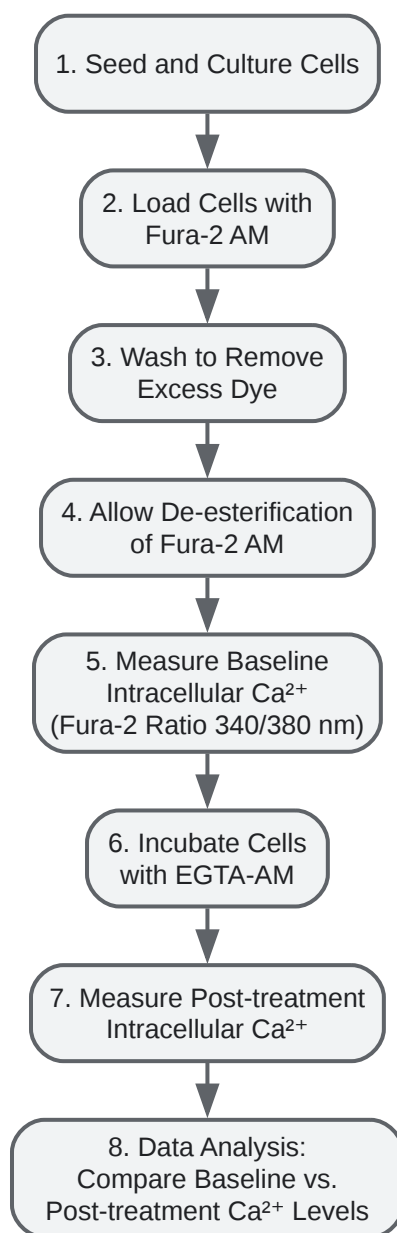 1. Seed and Culture Cells
2. Load Cells with
Fura-2 AM
3. Wash to Remove
Excess Dye
4. Allow De-esterification
of Fura-2 AM
5. Measure Baseline
Intracellular Ca²⁺
(Fura-2 Ratio 340/380 nm)
6. Incubate Cells
with EGTA-AM
7. Measure Post-treatment
Intracellular Ca²⁺
8. Data Analysis:
Compare Baseline vs.
Post-treatment Ca²⁺ Levels